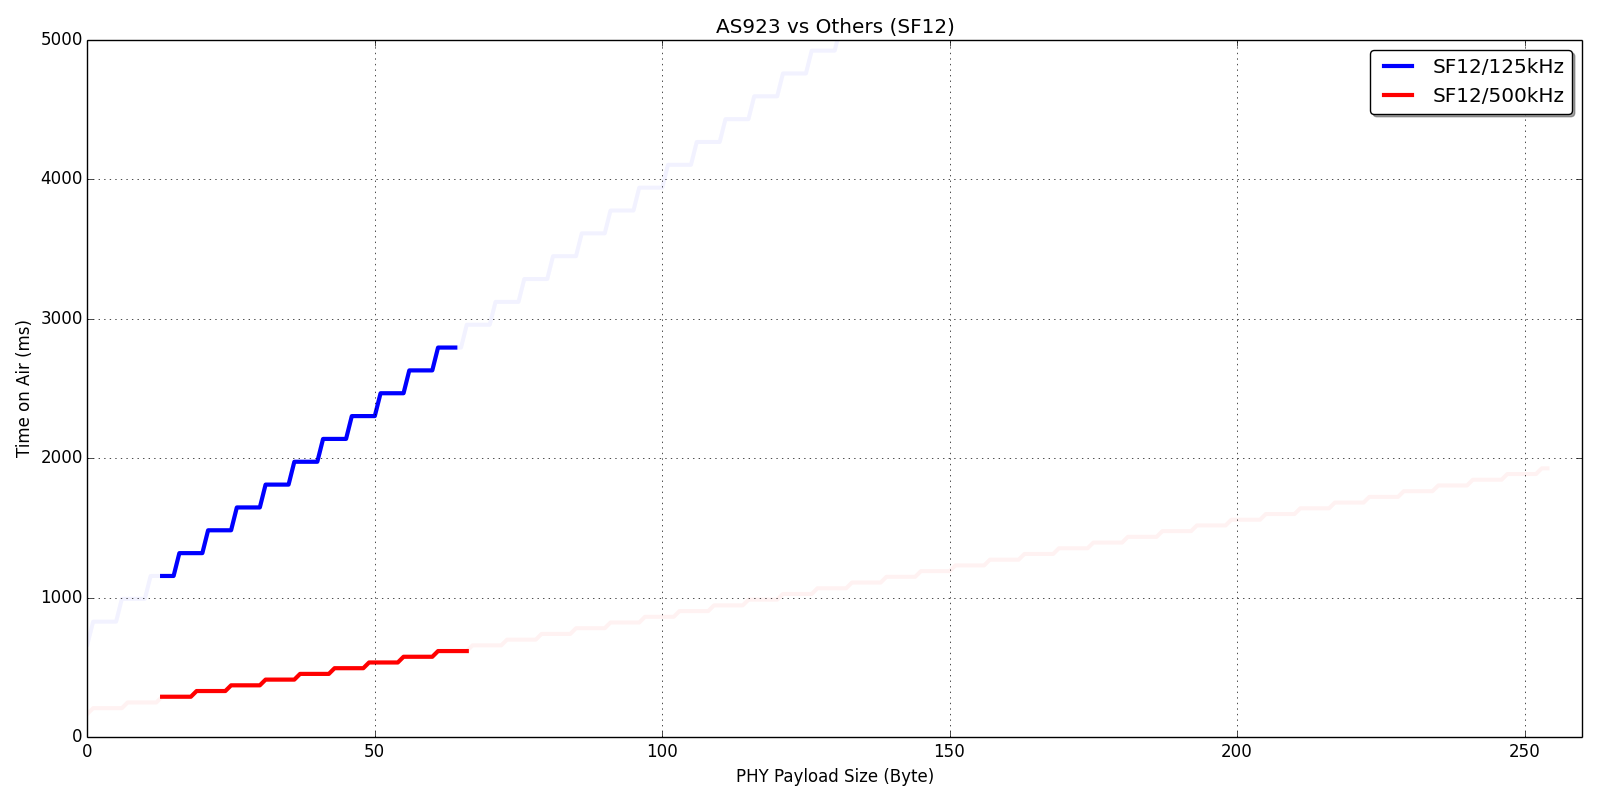 AS923 vs Others (SF12)
SF12/125kHz
SF12/500kHz
Time on Air (ms)
5000
4000
3000
2000
1000
0
0 50 100 150 200 250
PHY Payload Size (Byte)